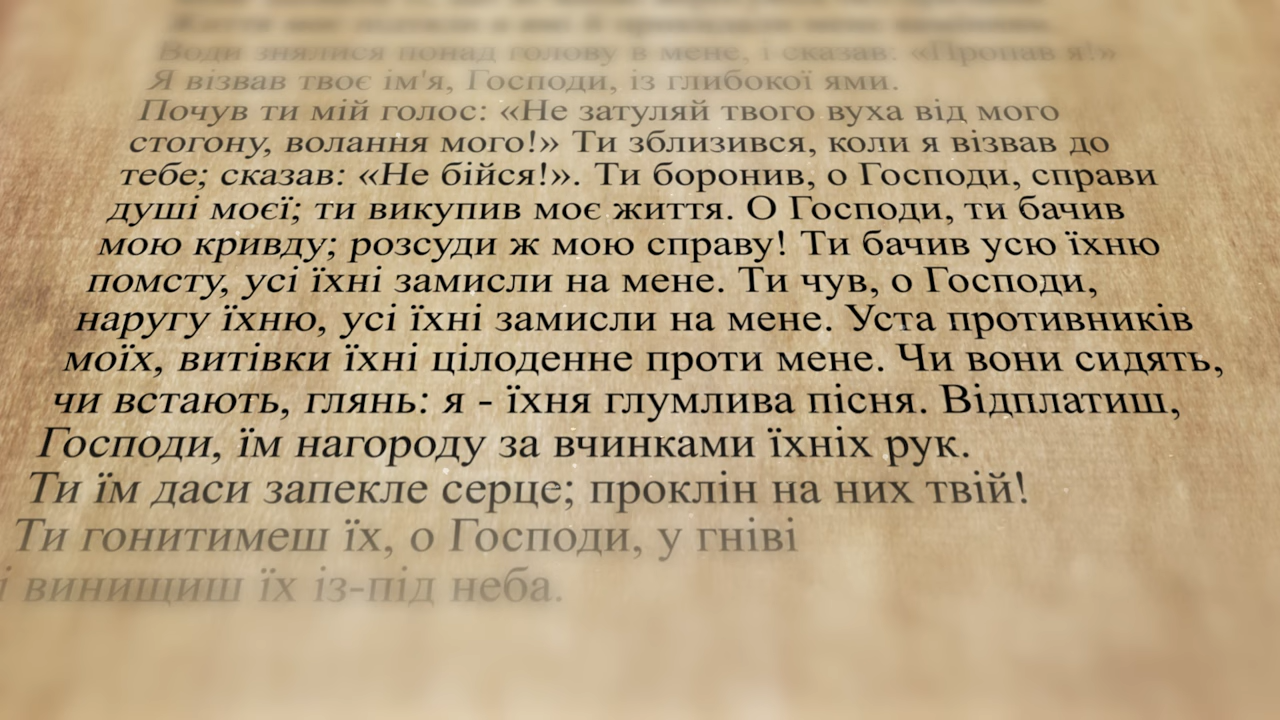 Води знялися понад голову в мене, і сказав: «Пропав я!»
Я візвав твоє ім'я, Господи, із глибокої ями.
Почув ти мій голос: «Не затуляй твого вуха від мого
стогону, волання мого!» Ти зблизився, коли я візвав до
тебе; сказав: «Не бійся!». Ти боронив, о Господи, справи
душі моєї; ти викупив моє життя. О Господи, ти бачив
мою кривду; розсуди ж мою справу! Ти бачив усю їхню
помсту, усі їхні замисли на мене. Ти чув, о Господи,
наругу їхню, усі їхні замисли на мене. Уста противників
моїх, витівки їхні цілоденне проти мене. Чи вони сидять,
чи встають, глянь: я - їхня глумлива пісня. Відплатиш,
Господи, їм нагороду за вчинками їхніх рук.
Ти їм даси запекле серце; проклін на них твій!
Ти гонитимеш їх, о Господи, у гніві
і винищиш їх із-під неба.